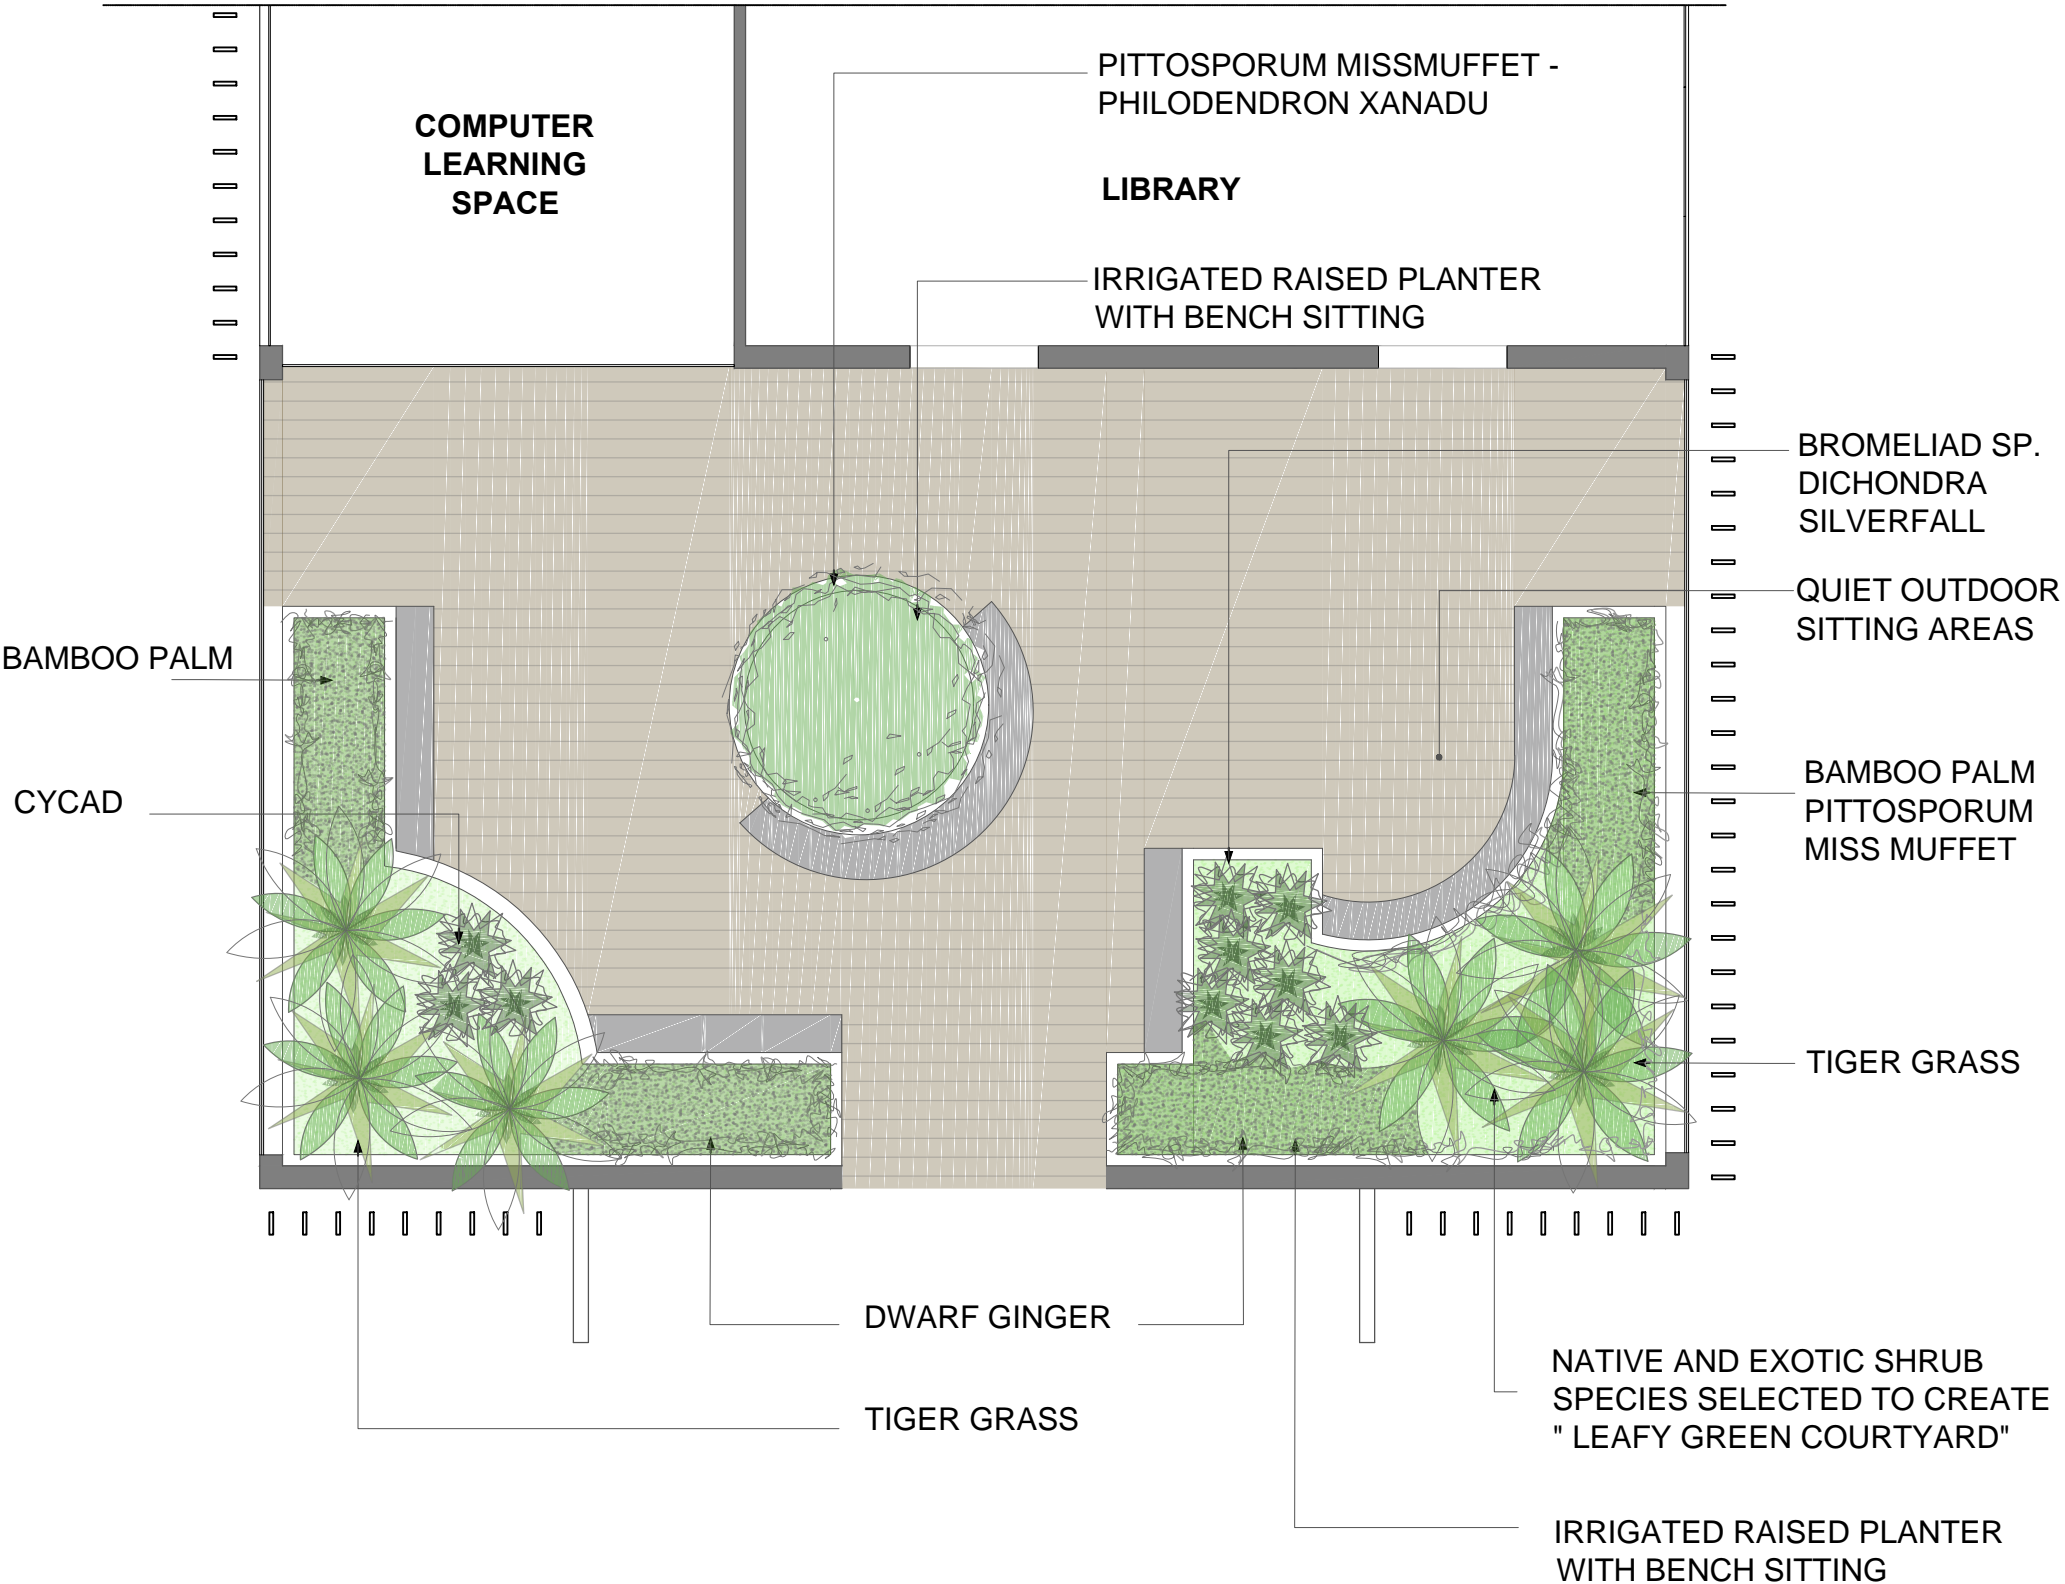 PITTOSPORUM MISSMUFFET -
PHILODENDRON XANADU
COMPUTER
LEARNING
SPACE
LIBRARY
IRRIGATED RAISED PLANTER
WITH BENCH SITTING
BROMELIAD SP.
DICHONDRA
SILVERFALL
QUIET OUTDOOR
SITTING AREAS
BAMBOO PALM
BAMBOO PALM
PITTOSPORUM
MISS MUFFET
CYCAD
TIGER GRASS
DWARF GINGER
TIGER GRASS
NATIVE AND EXOTIC SHRUB
SPECIES SELECTED TO CREATE
" LEAFY GREEN COURTYARD"
IRRIGATED RAISED PLANTER
WITH BENCH SITTING